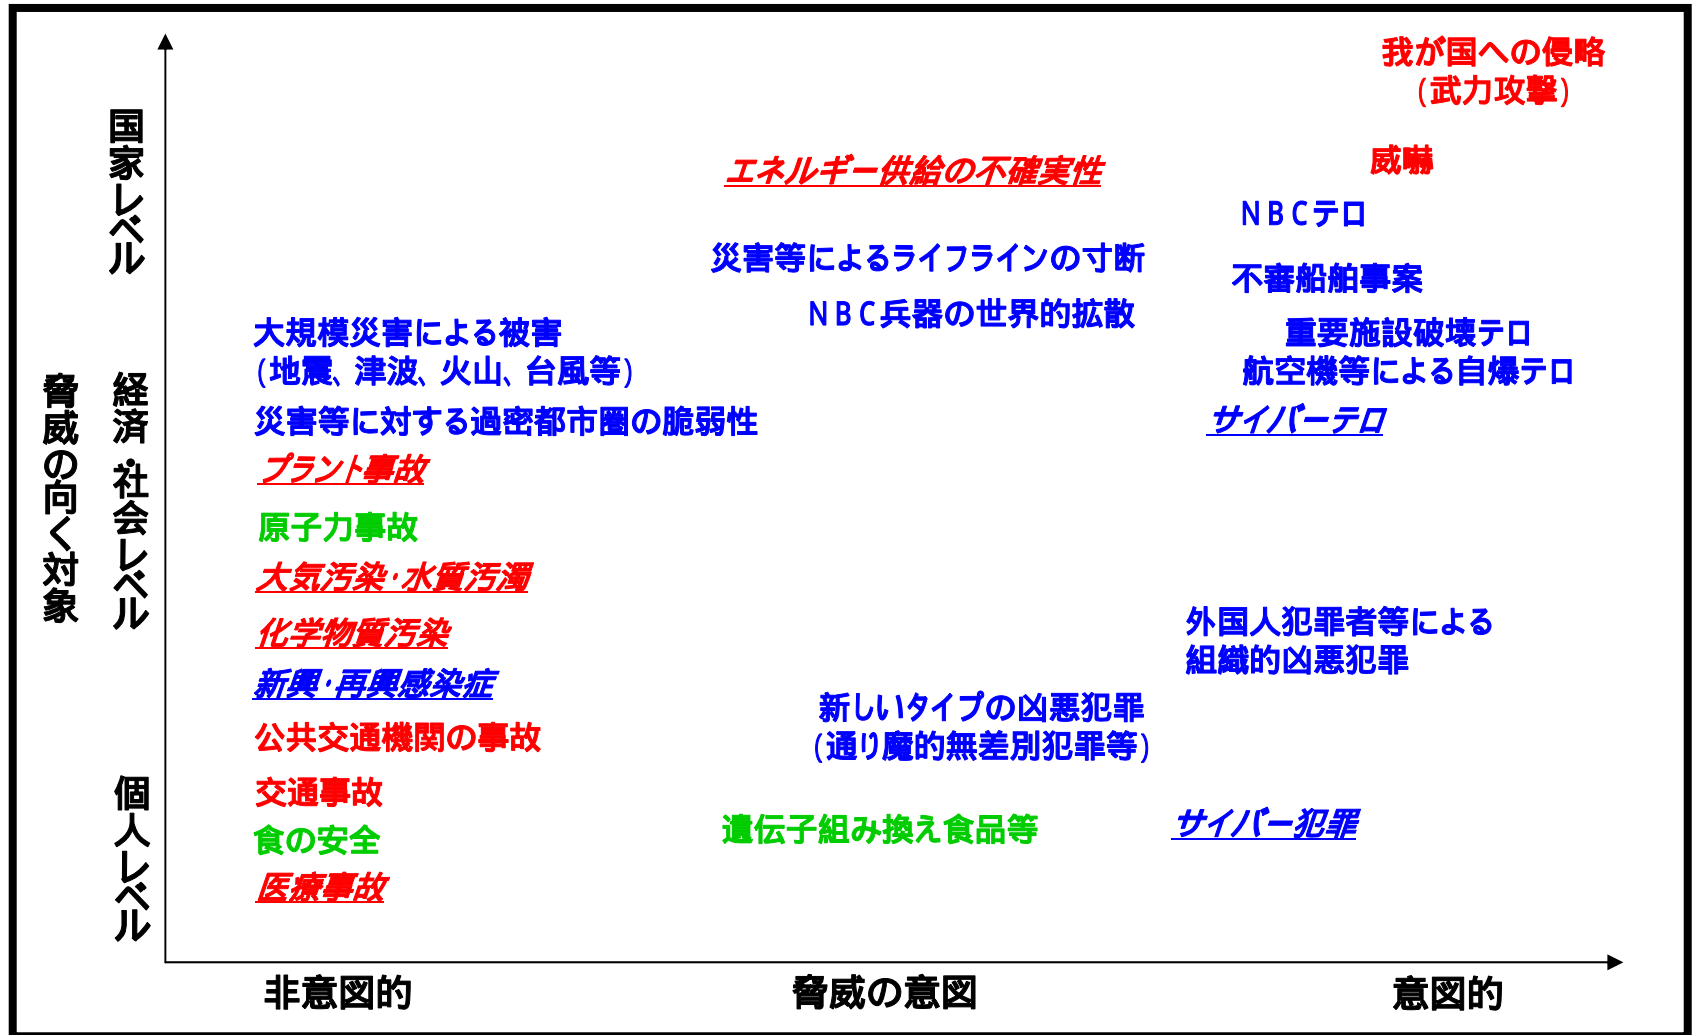 我が国への侵略
(武力攻撃)
威嚇
エネルギー供給の不確実性
NBCテロ
災害等によるライフラインの寸断
不審船舶事案
NBC兵器の世界的拡散
大規模災害による被害
(地震、津波、火山、台風等)
重要施設破壊テロ
航空機等による自爆テロ
災害等に対する過密都市圏の脆弱性
サイバーテロ
プラント事故
原子力事故
大気汚染・水質汚濁
化学物質汚染
外国人犯罪者等による
組織的凶悪犯罪
新興・再興感染症
新しいタイプの凶悪犯罪
(通り魔的無差別犯罪等)
公共交通機関の事故
交通事故
食の安全
遺伝子組み換え食品等
サイバー犯罪
医療事故
国家レベル
経済・社会レベル
個人レベル
脅威の向く対象
非意図的
脅威の意図
意図的